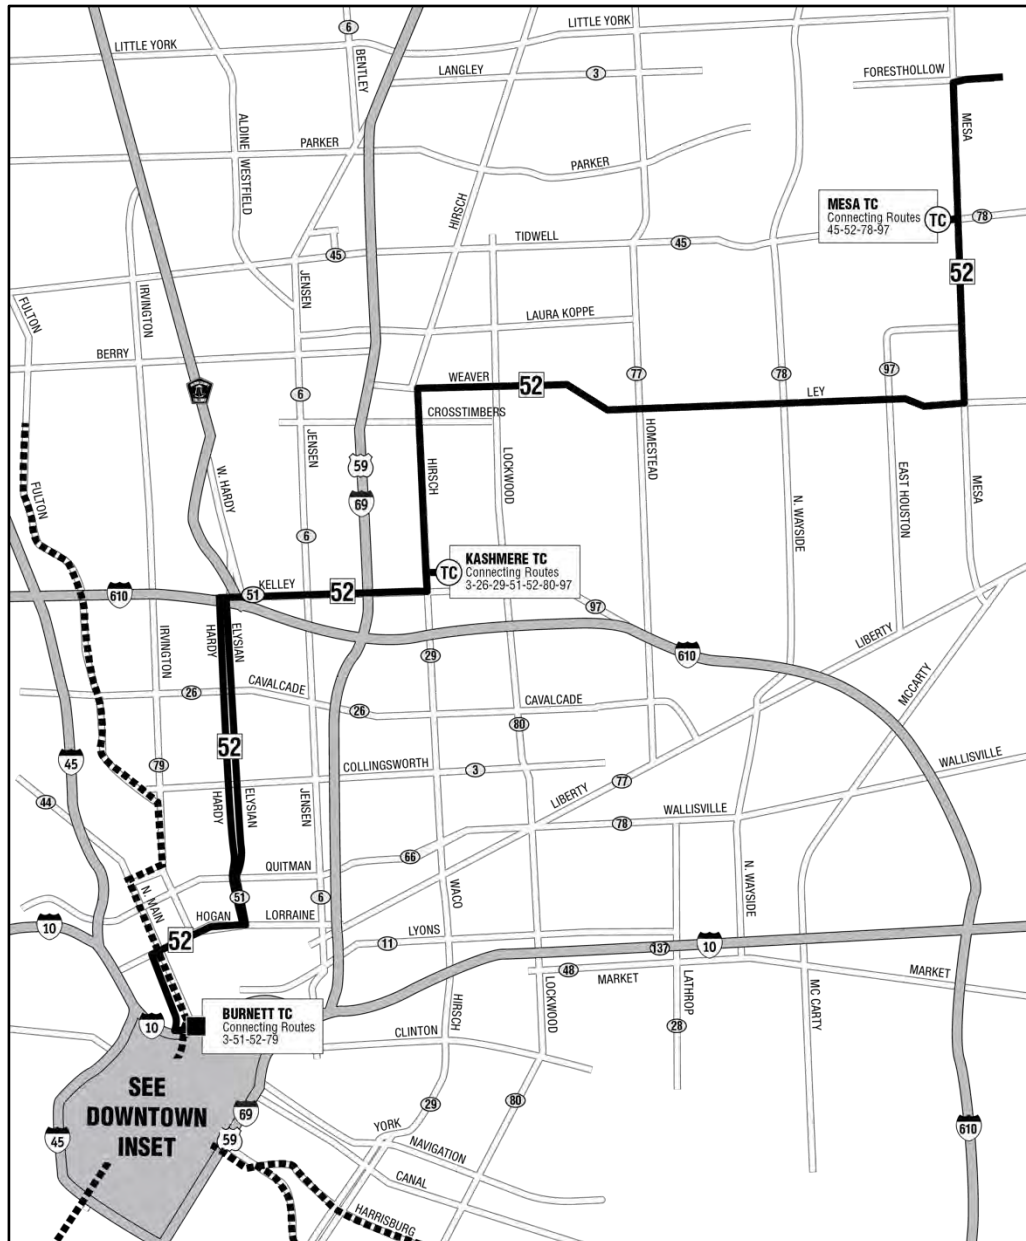 6
LITTLE YORK
LITTLE YORK
BENTLEY
LANGLEY
3
FORESTHOLLOW
ALDINE WESTFIELD
MESA
PARKER
PARKER
HIRSCH
MESA TC
Connecting Routes
45-52-78-97
TC
78
TIDWELL
45
45
52
JENSEN
IRVINGTON
FULTON
LAURA KOPPE
BERRY
WEAVER
52
77
78
97
LEY
6
CROSSTIMBERS
JENSEN
59
69
W. HARDY
HIRSCH
LOCKWOOD
HOMESTEAD
N. WAYSIDE
EAST HOUSTON
MESA
FULTON
6
KASHMERE TC
Connecting Routes
3-26-29-51-52-80-97
TC
KELLEY
51
52
610
97
IRVINGTON
HARDY
ELYSIAN
29
610
LIBERTY
MCCARTY
26
CAVALCADE
26
CAVALCADE
80
52
45
79
COLLINGSWORTH
3
77
LIBERTY
WALLISVILLE
44
HARDY
ELYSIAN
JENSEN
WALLISVILLE
78
66
QUITMAN
N. MAIN
51
6
WACO
N. WAYSIDE
HOGAN
LORRAINE
10
52
11
LYONS
137
10
48
MARKET
MARKET
LATHROP
LOCKWOOD
MC CARTY
BURNETT TC
Connecting Routes
3-51-52-79
10
HIRSCH
CLINTON
28
SEE
DOWNTOWN
INSET
69
59
45
29
80
610
YORK
NAVIGATION
CANAL
HARRISBURG